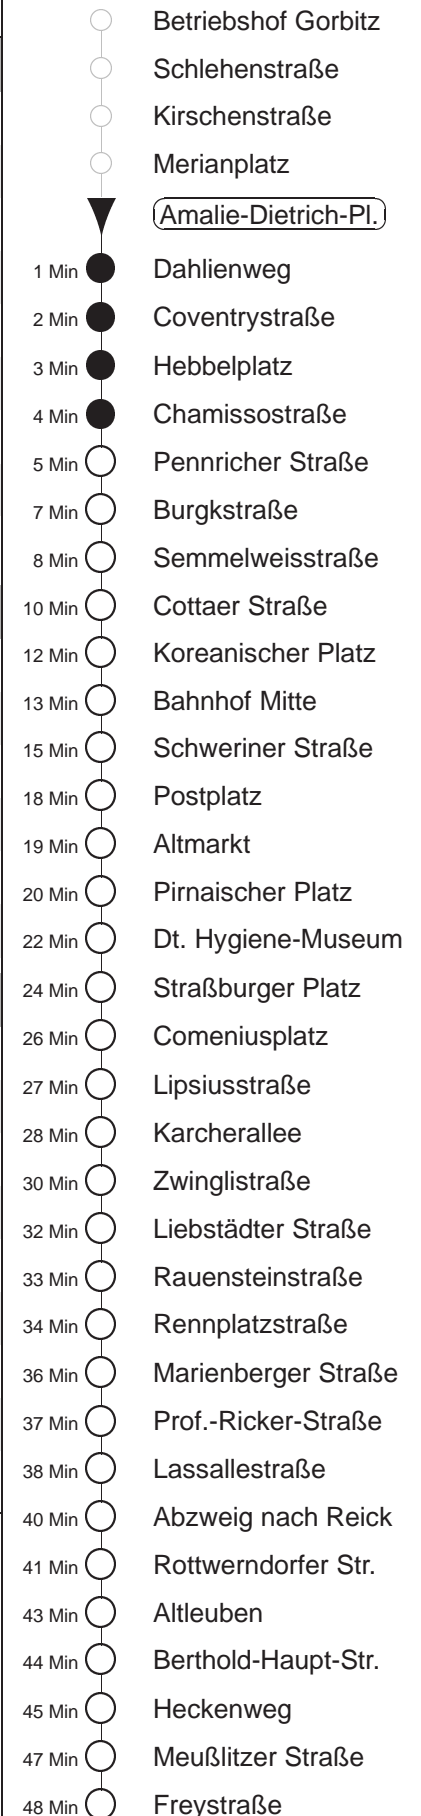 Betriebshof Gorbitz
Schlehenstraße
Kirschenstraße
Merianplatz
Amalie-Dietrich-Pl.
1 Min Dahlienweg
2 Min Coventrystraße
3 Min Hebbelplatz
4 Min Chamissostraße
5 Min Pennricher Straße
7 Min Burgkstraße
8 Min Semmelweisstraße
10 Min Cottaer Straße
12 Min Koreanischer Platz
13 Min Bahnhof Mitte
15 Min Schweriner Straße
18 Min Postplatz
19 Min Altmarkt
20 Min Pirnaischer Platz
22 Min Dt. Hygiene-Museum
24 Min Straßburger Platz
26 Min Comeniusplatz
27 Min Lipsiusstraße
28 Min Karcherallee
30 Min Zwinglistraße
32 Min Liebstädter Straße
33 Min Rauensteinstraße
34 Min Rennplatzstraße
36 Min Marienberger Straße
37 Min Prof.-Ricker-Straße
38 Min Lassallestraße
40 Min Abzweig nach Reick
41 Min Rottwerndorfer Str.
43 Min Altleuben
44 Min Berthold-Haupt-Str.
45 Min Heckenweg
47 Min Meußlitzer Straße
48 Min Freystraße